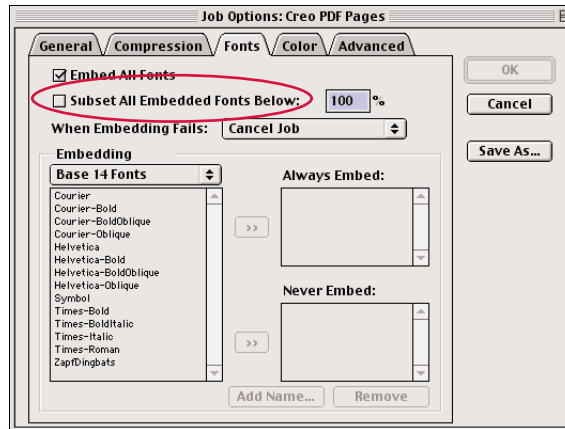 Job Options: Creo PDF Pages
General Compression Fonts Color Advanced
Embed All Fonts
Subset All Embedded Fonts Below: 100 %
When Embedding Fails: Cancel Job
OK
Cancel
Save As...
Embedding
Base 14 Fonts
Courier
Courier-Bold
Courier-BoldOblique
Courier-Oblique
Helvetica
Helvetica-Bold
Helvetica-BoldOblique
Helvetica-Oblique
Symbol
Times-Bold
Times-BoldItalic
Times-Italic
Times-Roman
ZapfDingbats
>>
>>
Always Embed:
Never Embed:
Add Name... Remove